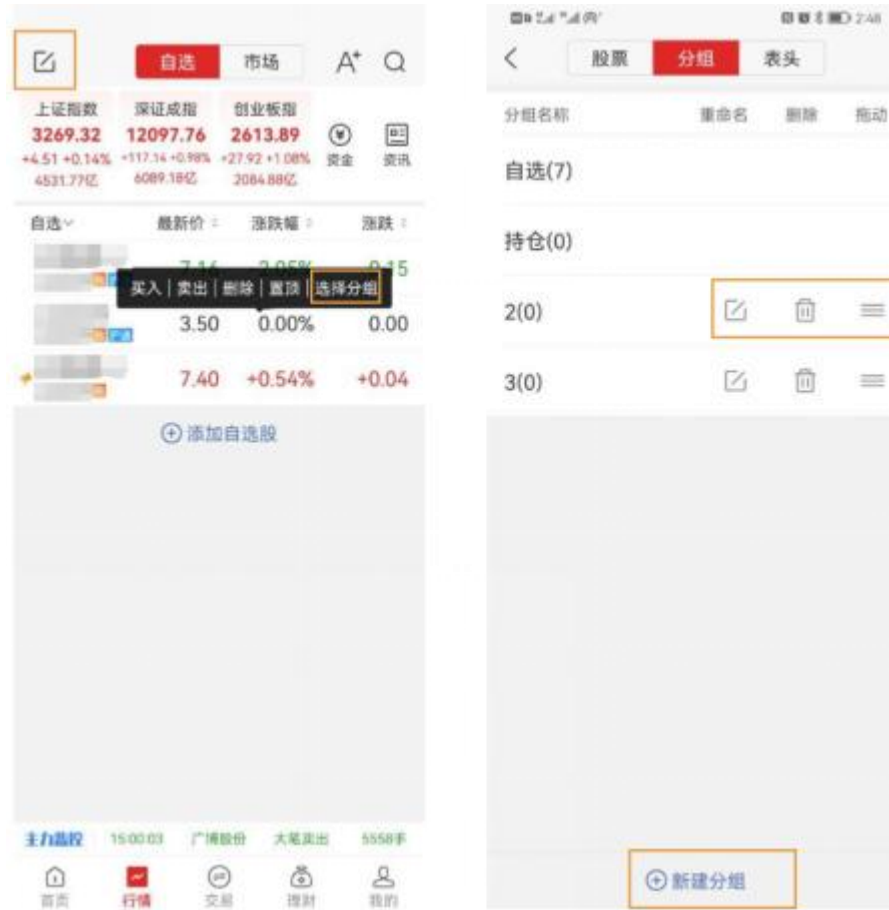 自选 市场 A+
上证指数 深证成指 创业板指
3269.32 12097.76 2613.89
+4.51 +0.14% +117.14 +0.98% +27.92 +1.08% 资金 资讯
4531.77亿 6089.18亿 2084.88亿
自选 最新价 涨跌幅 涨跌
买入 | 卖出 | 删除 | 置顶 | 选择分组
3.50 0.00% 0.00
7.40 +0.54% +0.04
添加自选股
主力监控 15:00:03 广博股份 大笔卖出 5558手
首页 行情 交易 理财 我的
2:48
股票 分组 表头
分组名称 重命名 删除 拖动
自选(7)
持仓(0)
2(0)
3(0)
新建分组